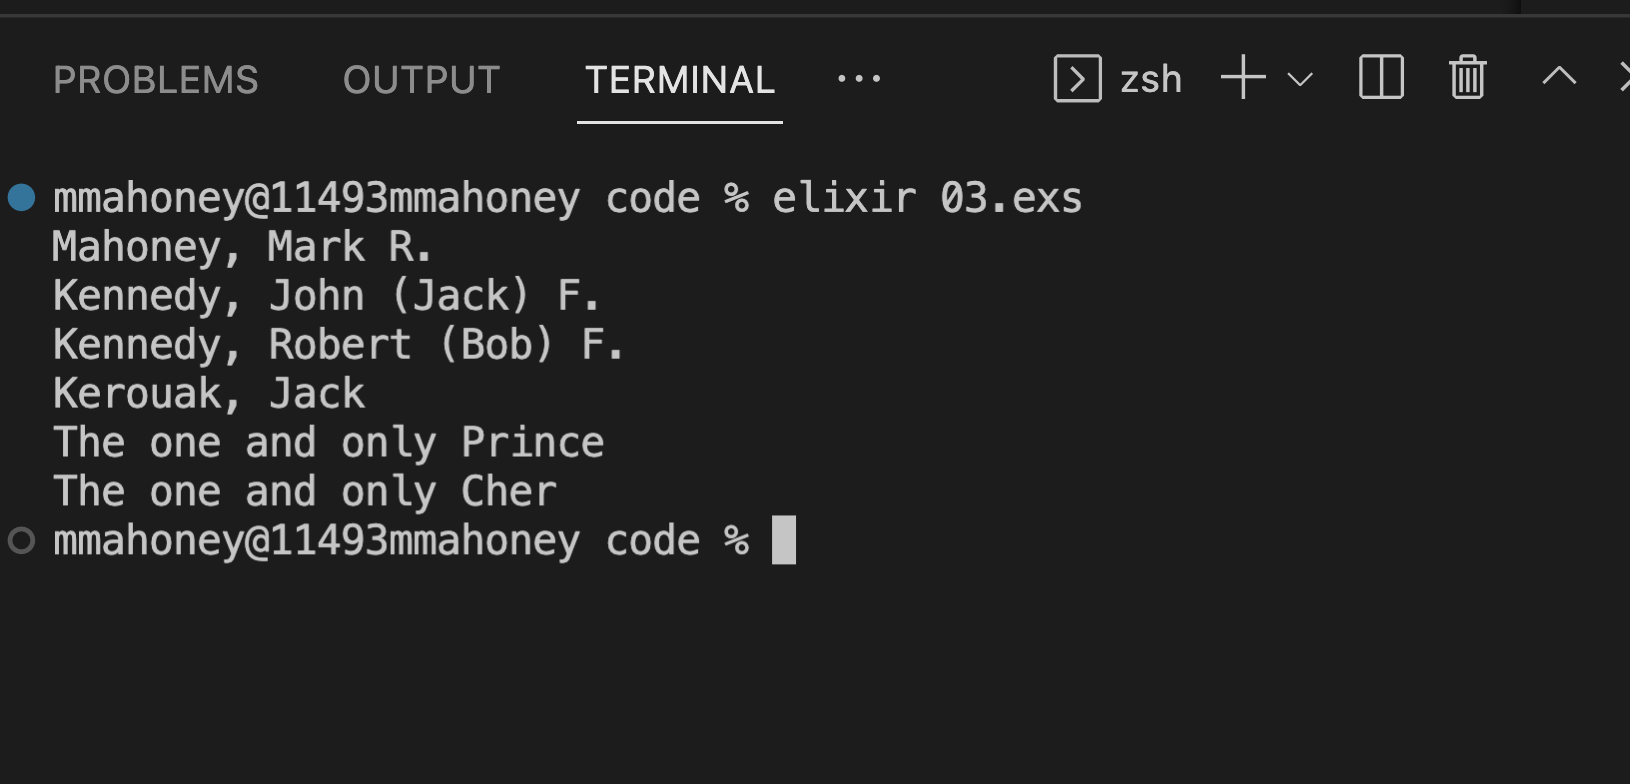 PROBLEMS OUTPUT TERMINAL ... zsh
mmahoney@11493mmahoney code % elixir 03.exs
Mahoney, Mark R.
Kennedy, John (Jack) F.
Kennedy, Robert (Bob) F.
Kerouak, Jack
The one and only Prince
The one and only Cher
mmahoney@11493mmahoney code %